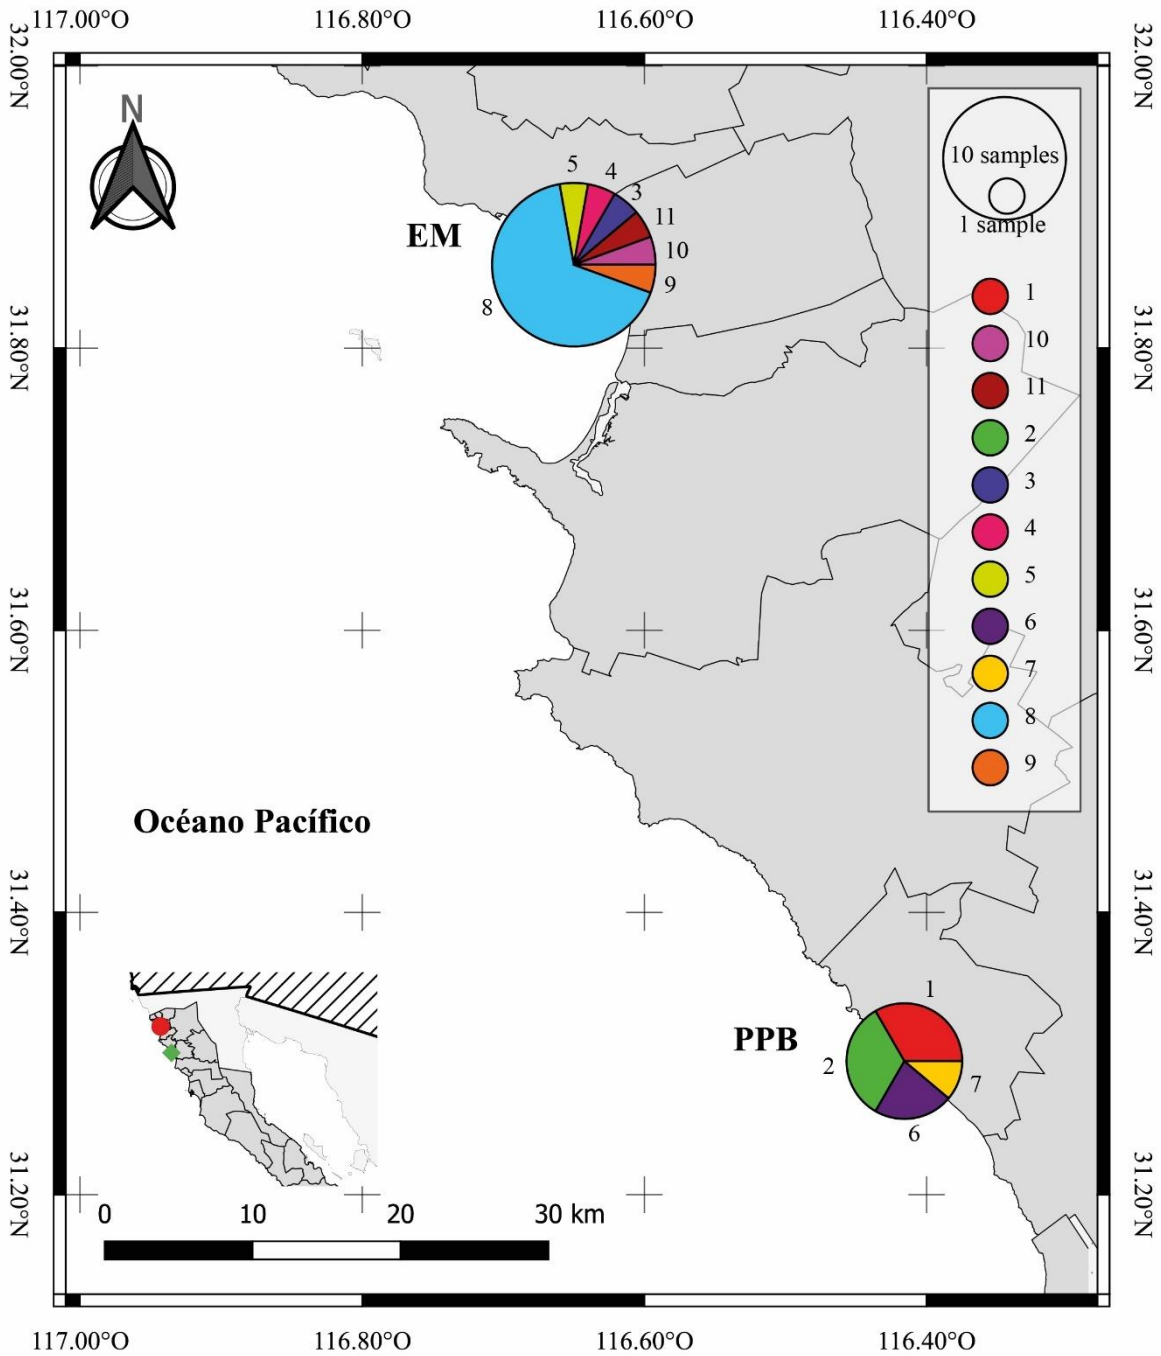 117.00°O 116.80°O 116.60°O 116.40°O
32.00°N
32.00°N
N
10 samples
1 sample
5
4
3
11
10
9
8
EM
1
10
11
2
3
4
5
6
7
8
9
31.80°N
31.80°N
31.60°N
31.60°N
Océano Pacífico
31.40°N
31.40°N
1
PPB
2
7
6
31.20°N
31.20°N
0 10 20 30 km
117.00°O 116.80°O 116.60°O 116.40°O